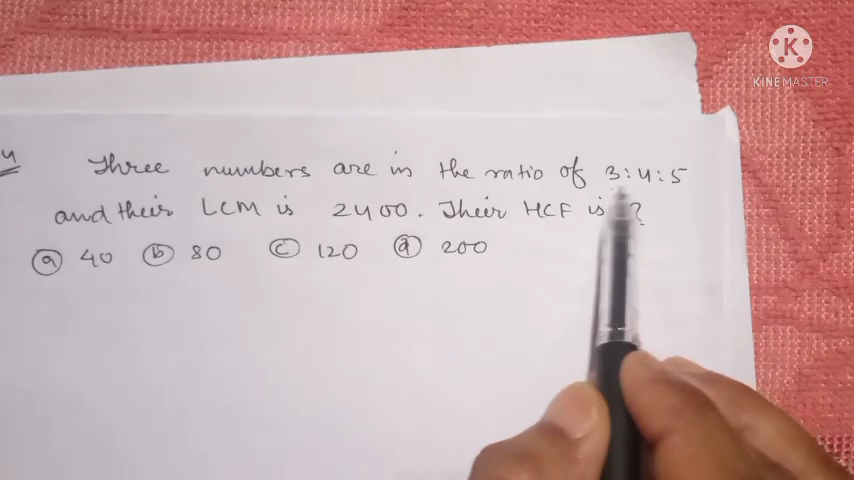 K
KINEMASTER
4 Three numbers are in the ratio of 3:4:5
and their LCM is 2400. Their HCF is ?
(a) 40 (b) 80 (c) 120 (d) 200